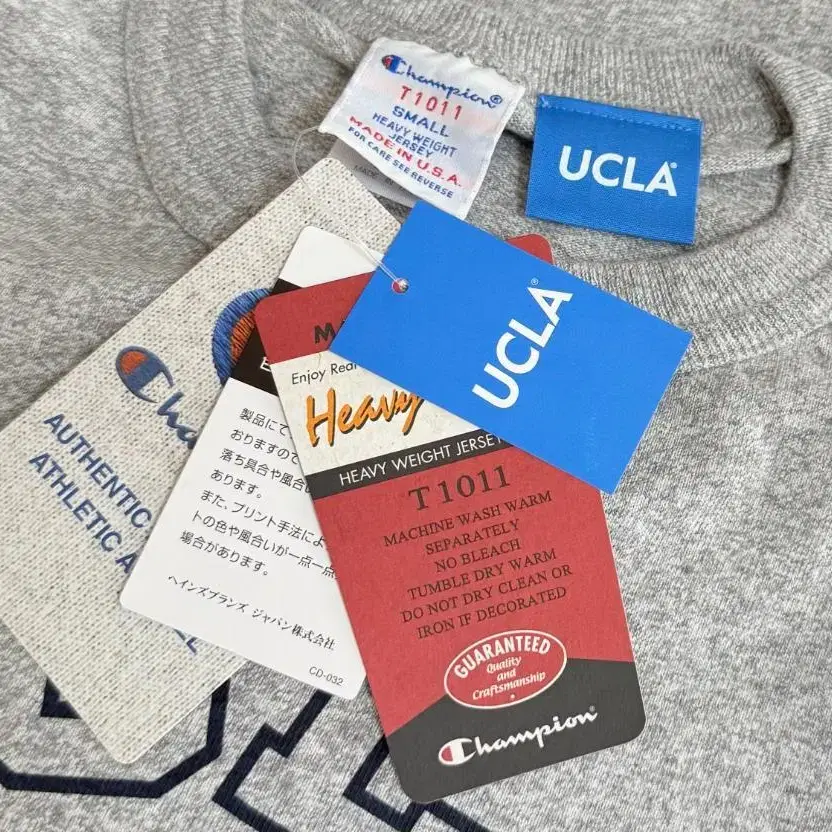 Champion®
T1011
SMALL
HEAVY WEIGHT
JERSEY
MADE IN U.S.A.
FOR CARE SEE REVERSE
MADE
UCLA
UCLA
Champion
AUTHENTIC
ATHLETIC
製品に
おりますので
落ち具合や風合い
あります。
また、プリント手法によ
トの色や風合いが一点一点
場合があります。
ヘインズブランズ ジャパン株式会社
CD-032
Enjoy Real
Heavy
HEAVY WEIGHT JERSEY
T1011
MACHINE WASH WARM
SEPARATELY
NO BLEACH
TUMBLE DRY WARM
DO NOT DRY CLEAN OR
IRON IF DECORATED
GUARANTEED
Quality
and
Craftsmanship
Champion